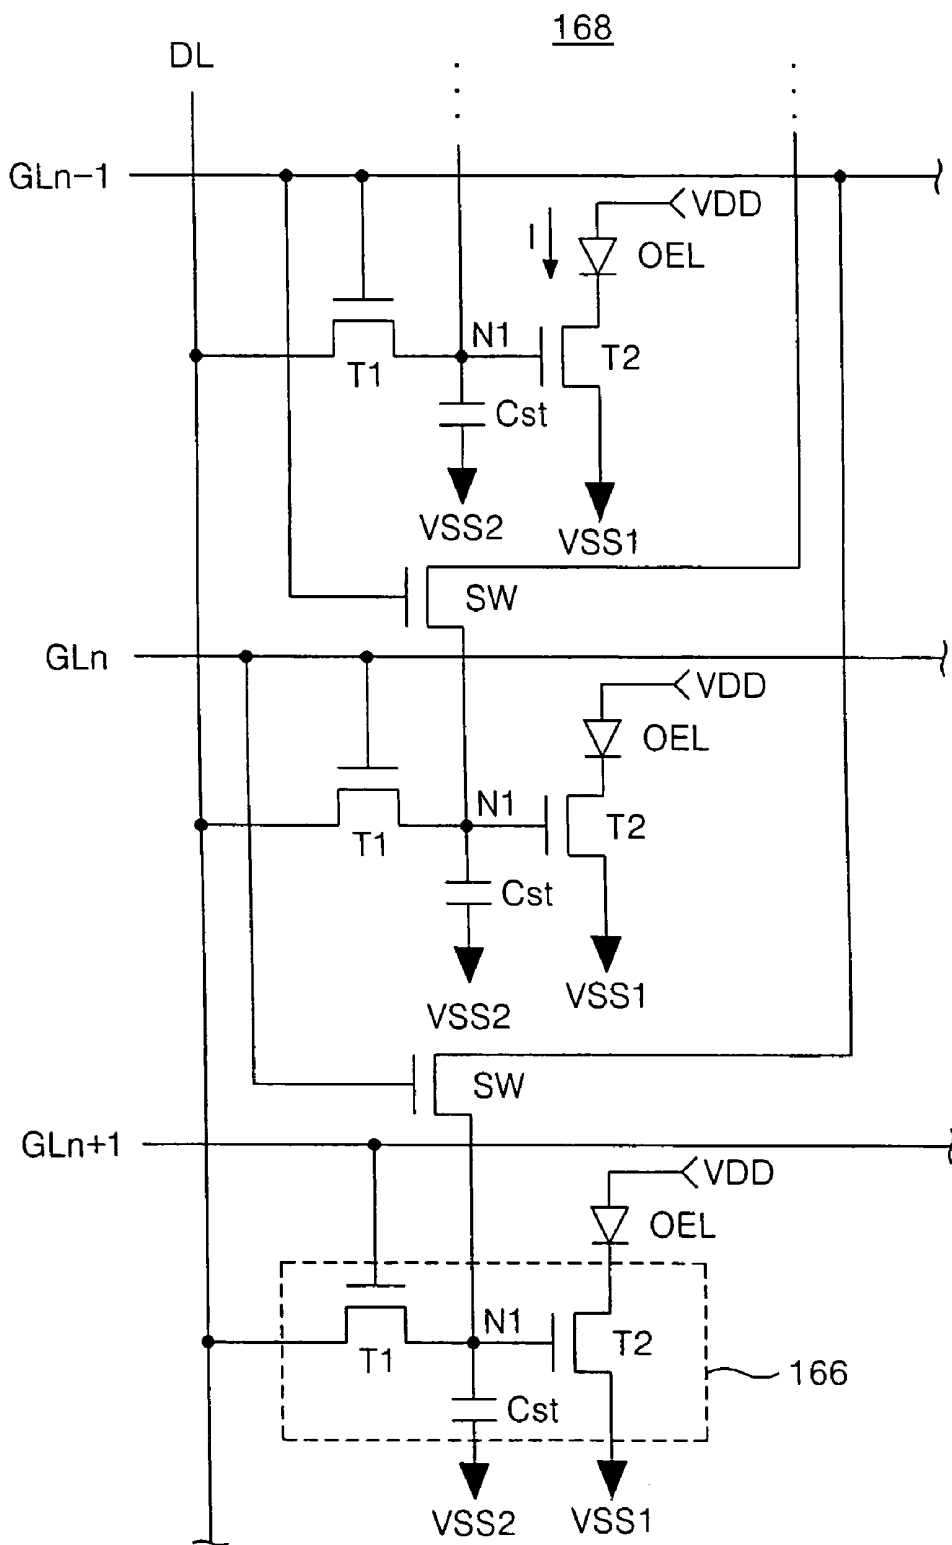 168
DL
GLn-1
VDD
I
OEL
N1
T1
T2
Cst
VSS2
VSS1
SW
GLn
VDD
OEL
N1
T1
T2
Cst
VSS2
VSS1
SW
GLn+1
VDD
OEL
N1
T1
T2
166
Cst
VSS2
VSS1